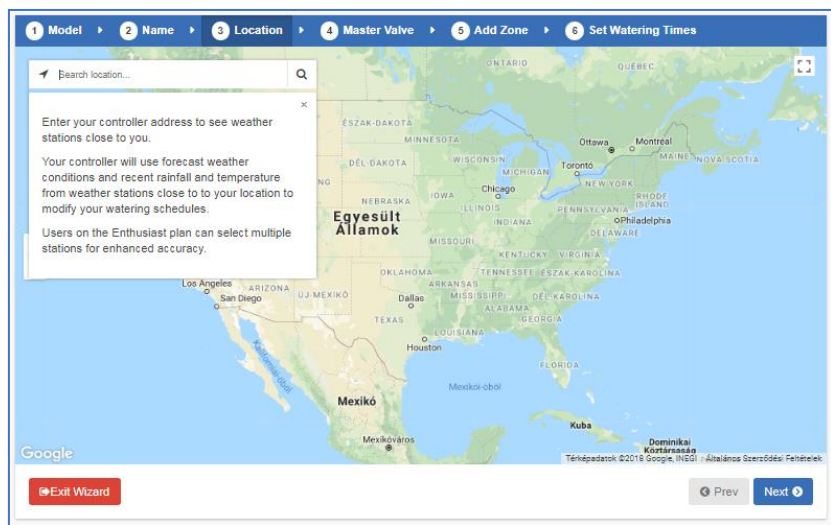 1 Model 2 Name 3 Location 4 Master Valve 5 Add Zone 6 Set Watering Times
Search location...
×
Enter your controller address to see weather
stations close to you.
Your controller will use forecast weather
conditions and recent rainfall and temperature
from weather stations close to to your location to
modify your watering schedules.
Users on the Enthusiast plan can select multiple
stations for enhanced accuracy.
ONTARIO
QUÉBEC
ÉSZAK-DAKOTA
MINNESOTA
Ottawa
Montreal
DÉL-DAKOTA
WISCONSIN
MICHIGAN
Toronto
MAINE
NOVA SCOTIA
NG
Chicago
NEW YORK
NEBRASKA
IOWA
RHODE
ISLAND
ILLINOIS
PENNSYLVANIA
Egyesült
Államok
INDIANA
Philadelphia
MISSOURI
DELAWARE
KENTUCKY
VIRGINIA
OKLAHOMA
TENNESSEE
ÉSZAK-KAROLINA
Los Angeles
ARIZONA
ARKANSAS
San Diego
ÚJ-MEXIKÓ
Dallas
MISSISSIPPI
DÉL-KAROLINA
ALABAMA
TEXAS
GEORGIA
LOUISIANA
Houston
Kaliforniai-öböl
FLORIDA
Mexikói-öböl
Mexikó
Kuba
Mexikóváros
Dominikai
Köztársaság
Google
Térképadatok ©2018 Google, INEGI Általános Szerződési Feltételek
Exit Wizard
Prev
Next